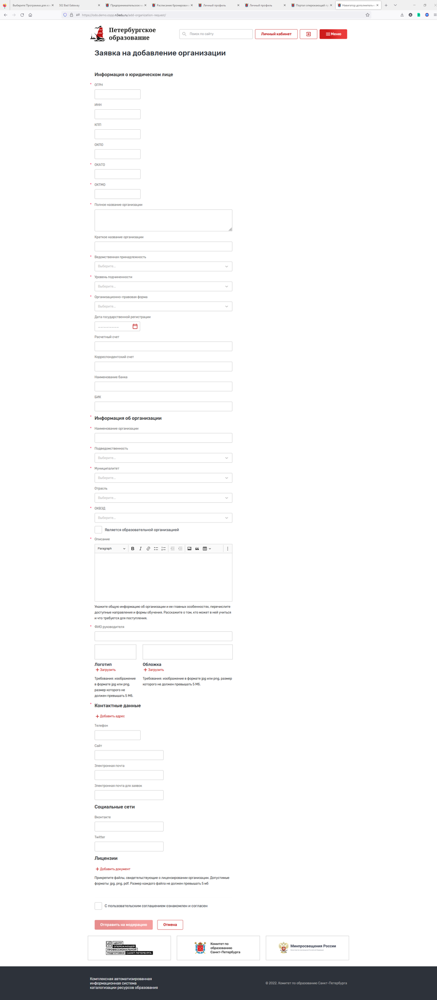 Выберите Программа для из
502 Bad Gateway
Предпринимательское
Расписание бронирован
Личный профиль
Личный профиль
Портал опережающей п
Навигатор дополнитель
https://odo.demo.copp.n3edu.ru/add-organization-request/
Петербургское
образование
Поиск по сайту
Личный кабинет
Меню
Заявка на добавление организации
Информация о юридическом лице
* ОГРН
ИНН
КПП
ОКПО
* ОКАТО
* ОКТМО
* Полное название организации
Краткое название организации
* Ведомственная принадлежность
Выберите...
* Уровень подчиненности
Выберите...
* Организационно-правовая форма
Выберите...
Дата государственной регистрации
__.__.____
Расчетный счет
Корреспондентский счет
Наименование банка
БИК
* Информация об организации
* Наименование организации
* Подведомственность
Выберите...
* Муниципалитет
Выберите...
Отрасль
Выберите...
* ОКВЭД
Выберите...
Является образовательной организацией
* Описание
Paragraph
Укажите общую информацию об организации и ее главных особенностях, перечислите
доступные направления и формы обучения. Расскажите о том, кто может в ней учиться
и что требуется для поступления.
* ФИО руководителя
Логотип
Загрузить
Требования: изображение
в формате jpg или png,
размер которого не
должен превышать 5 Мб.
Обложка
Загрузить
Требования: изображение в формате jpg или png, размер
которого не должен превышать 5 Мб.
* Контактные данные
Добавить адрес
Телефон
Сайт
Электронная почта
Электронная почта для заявок
Социальные сети
Вконтакте
Twitter
Лицензии
Добавить документ
Прикрепите файлы, свидетельствующие о лицензировании организации. Допустимые
форматы: jpg, png, pdf. Размер каждого файла не должен превышать 5 мб
С пользовательским соглашением ознакомлен и согласен
Отправить на модерацию
Отмена
ЦЕНТР
ОПЕРЕЖАЮЩЕЙ
ПРОФЕССИОНАЛЬНОЙ
ПОДГОТОВКИ САНКТ-ПЕТЕРБУРГА
Комитет по
образованию
Санкт-Петербурга
Минпросвещения России
Министерство просвещения Российской Федерации
Комплексная автоматизированная
информационная система
каталогизации ресурсов образования
© 2022. Комитет по образованию Санкт-Петербурга